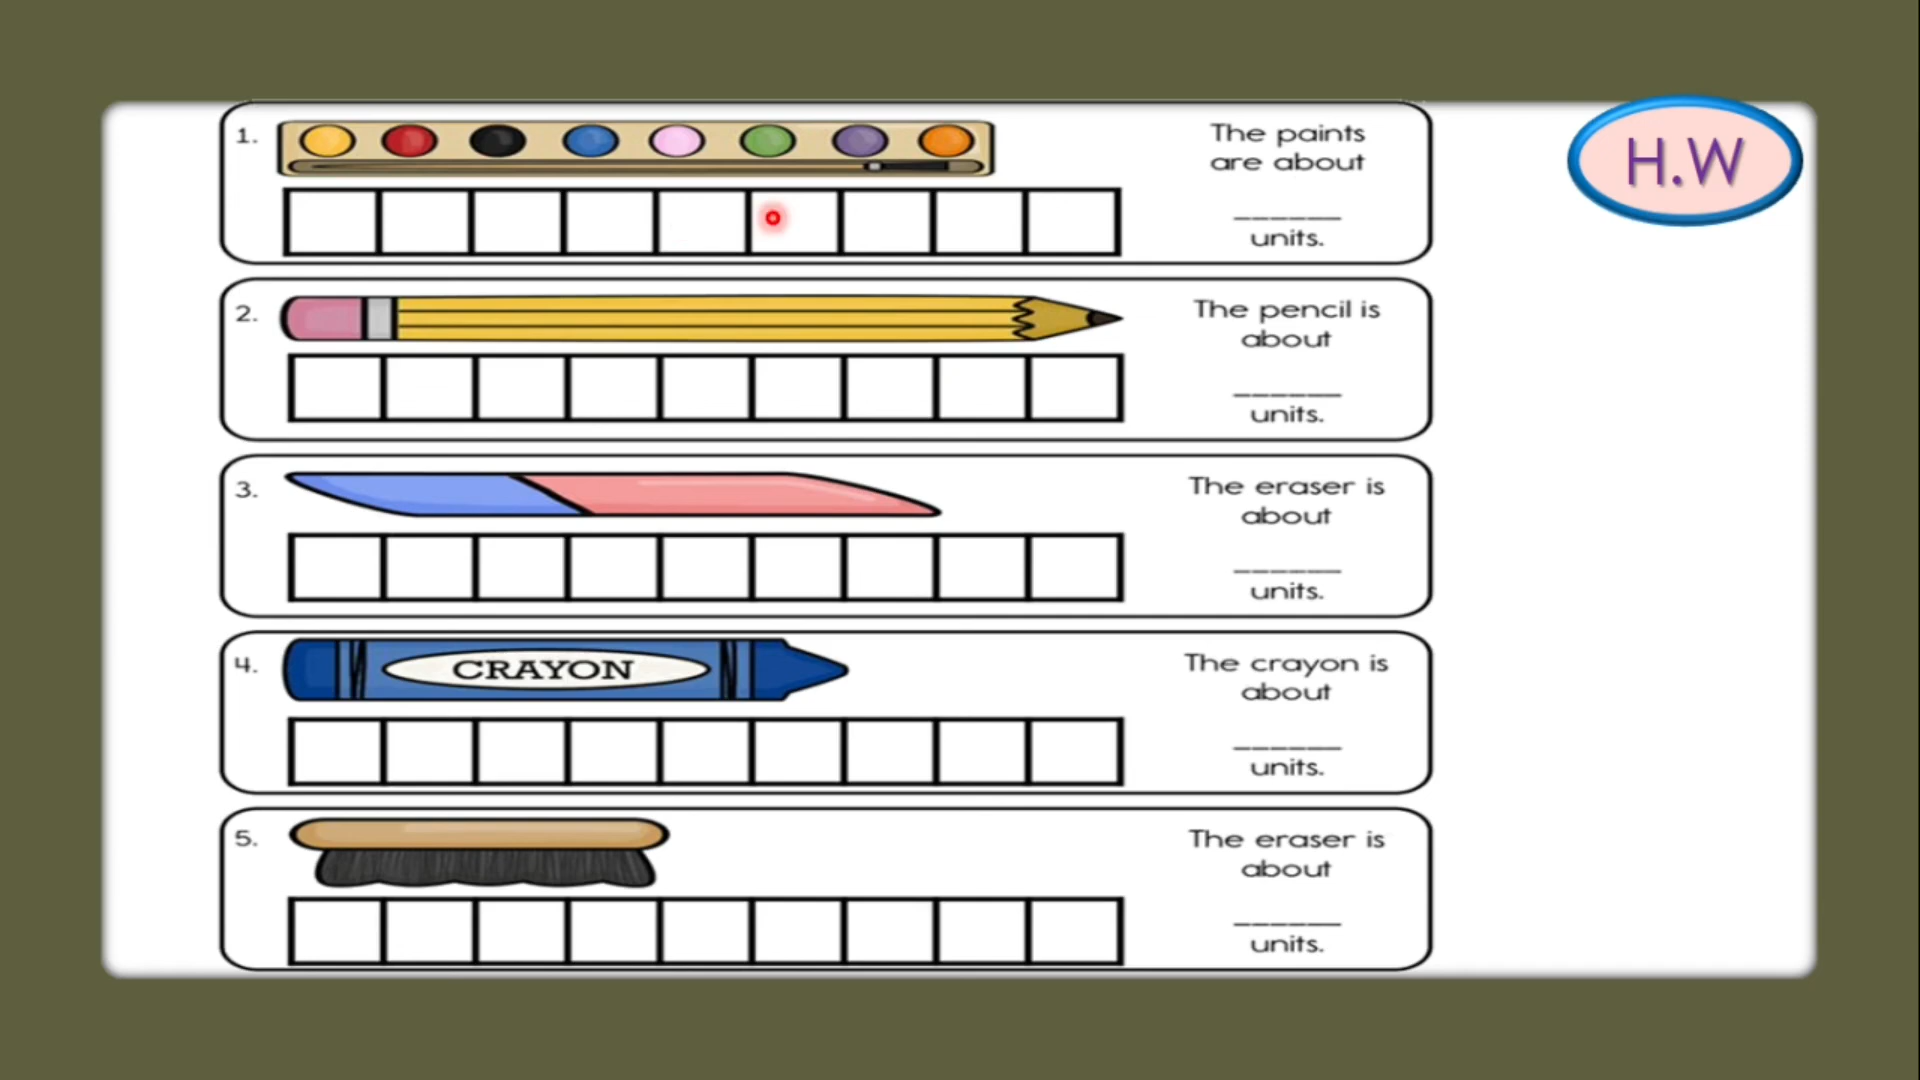 H.W
1.
The paints
are about
______
units.
2.
The pencil is
about
______
units.
3.
The eraser is
about
______
units.
4.
CRAYON
The crayon is
about
______
units.
5.
The eraser is
about
______
units.